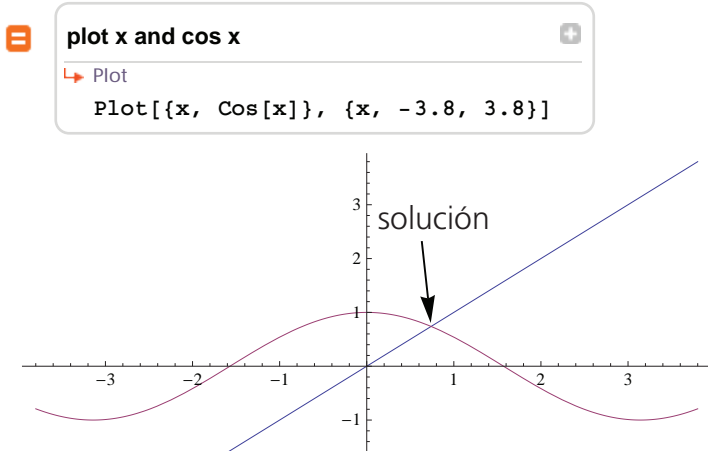 plot x and cos x
Plot
Plot[{x, Cos[x]}, {x, -3.8, 3.8}]
3
solución
2
1
−3 −2 −1 1 2 3
−1